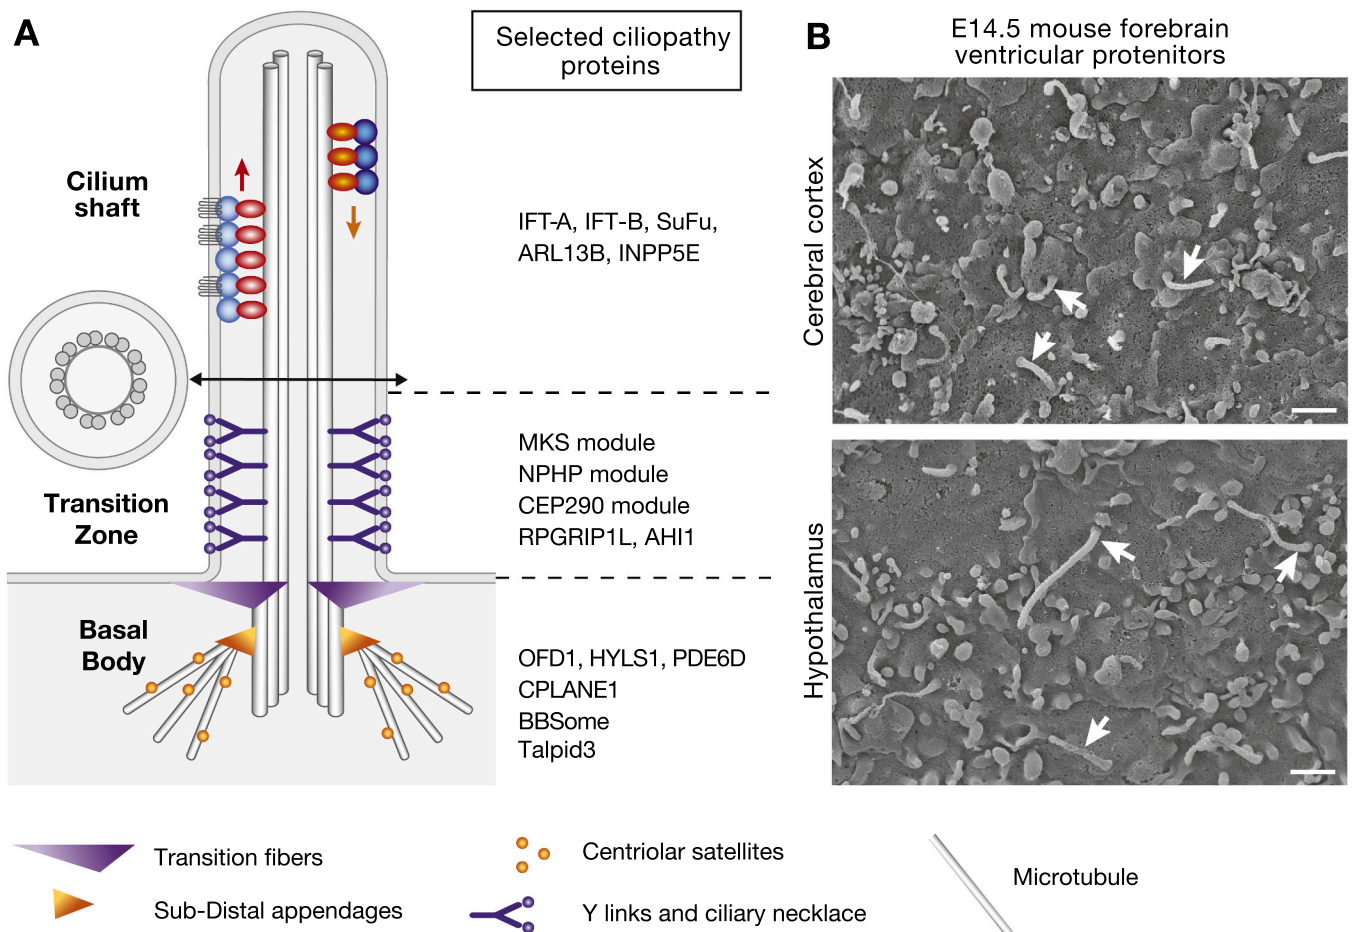 A
Selected ciliopathy
proteins
Cilium
shaft
IFT-A, IFT-B, SuFu,
ARL13B, INPP5E
Transition
Zone
MKS module
NPHP module
CEP290 module
RPGRIP1L, AHI1
Basal
Body
OFD1, HYLS1, PDE6D
CPLANE1
BBSome
Talpid3
Transition fibers
Sub-Distal appendages
Centriolar satellites
Y links and ciliary necklace
Microtubule
B
E14.5 mouse forebrain
ventricular protenitors
Cerebral cortex
Hypothalamus